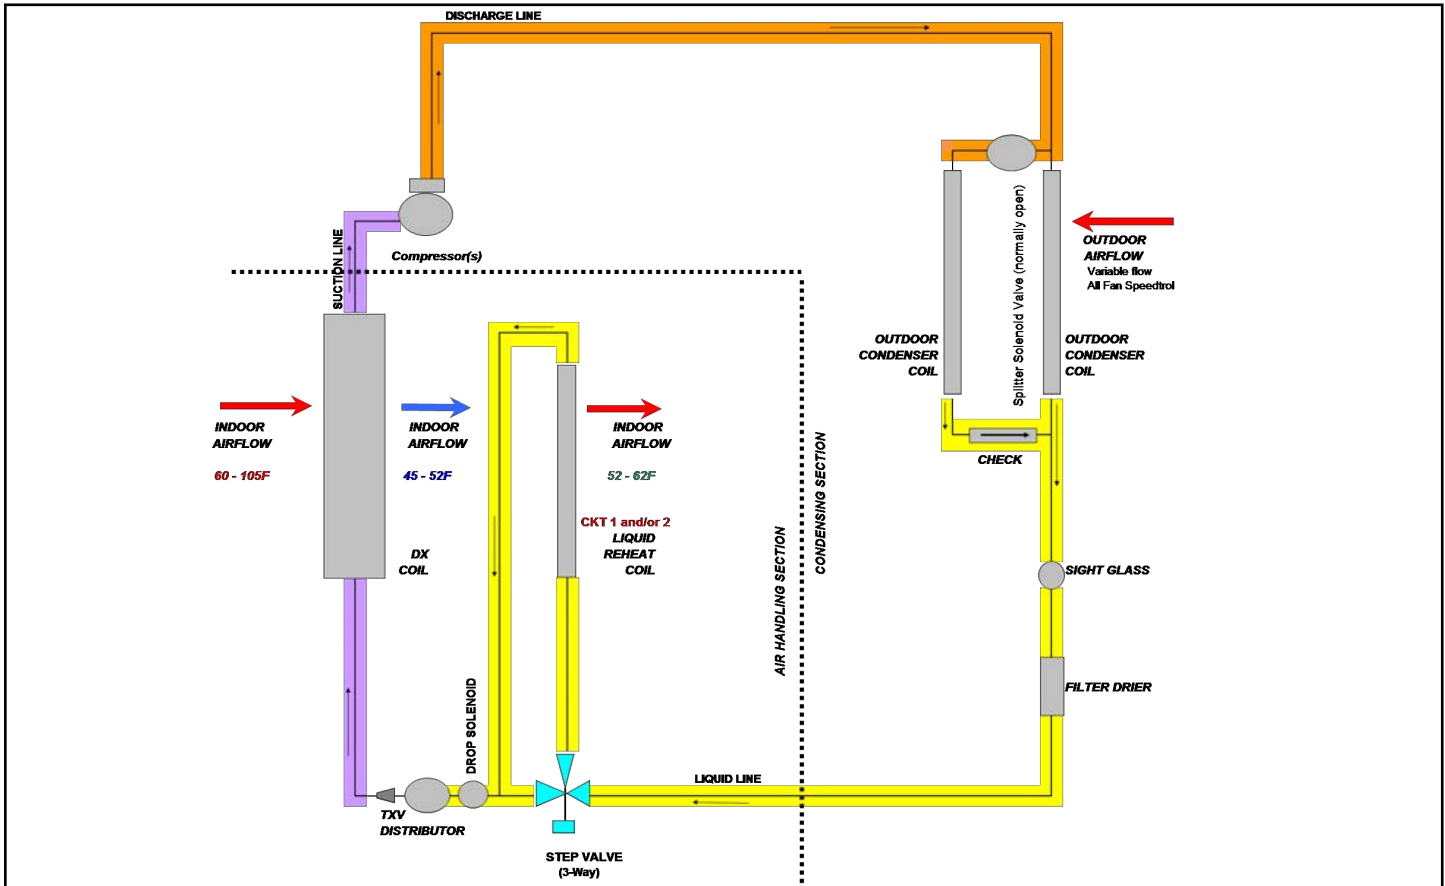 DISCHARGE LINE
SUCTION LINE
Compressor(s)
Splitter Solenoid Valve (normally open)
OUTDOOR
AIRFLOW
Variable flow
All Fan Speedtrol
OUTDOOR
CONDENSER
COIL
OUTDOOR
CONDENSER
COIL
INDOOR
AIRFLOW
60 - 105F
INDOOR
AIRFLOW
45 - 52F
INDOOR
AIRFLOW
52 - 62F
CHECK
CKT 1 and/or 2
LIQUID
REHEAT
COIL
DX
COIL
AIR HANDLING SECTION
CONDENSING SECTION
SIGHT GLASS
FILTER DRIER
DROP SOLENOID
LIQUID LINE
TXV
DISTRIBUTOR
STEP VALVE
(3-Way)